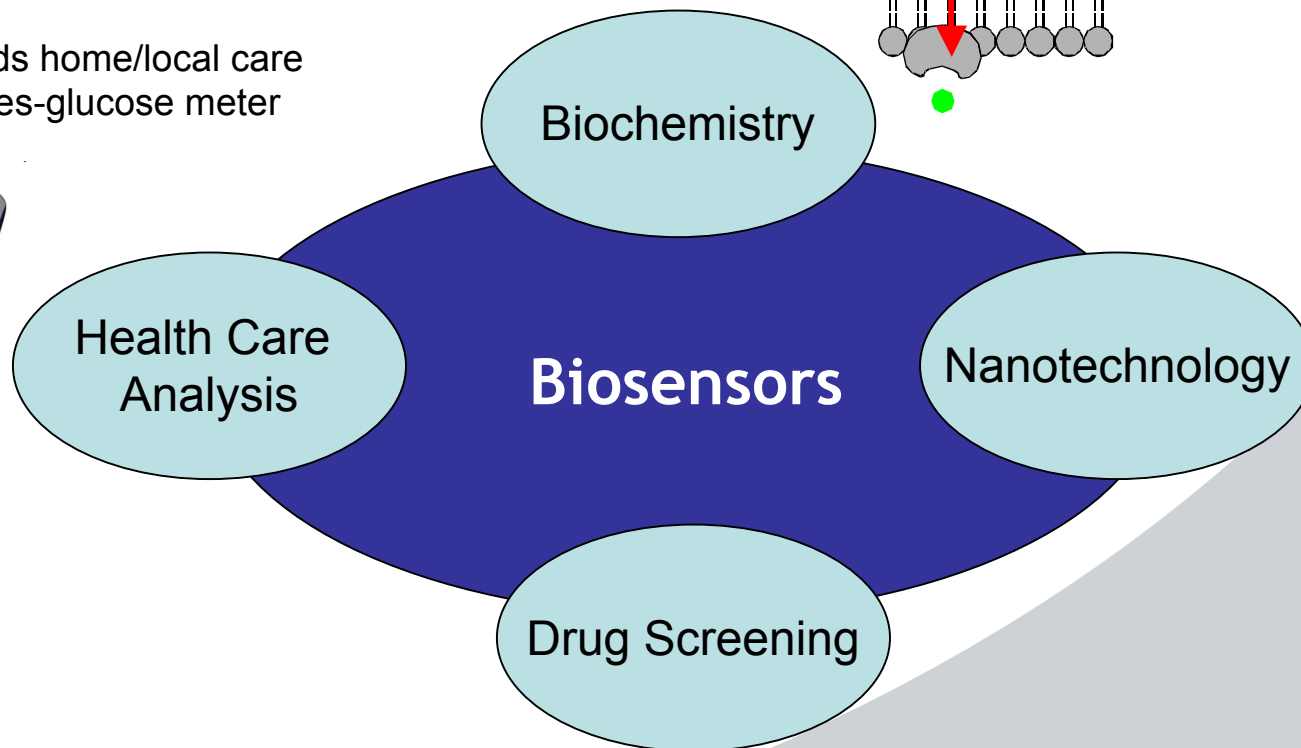 ds home/local care
es-glucose meter
Biochemistry
Health Care
Analysis
Biosensors
Nanotechnology
Drug Screening